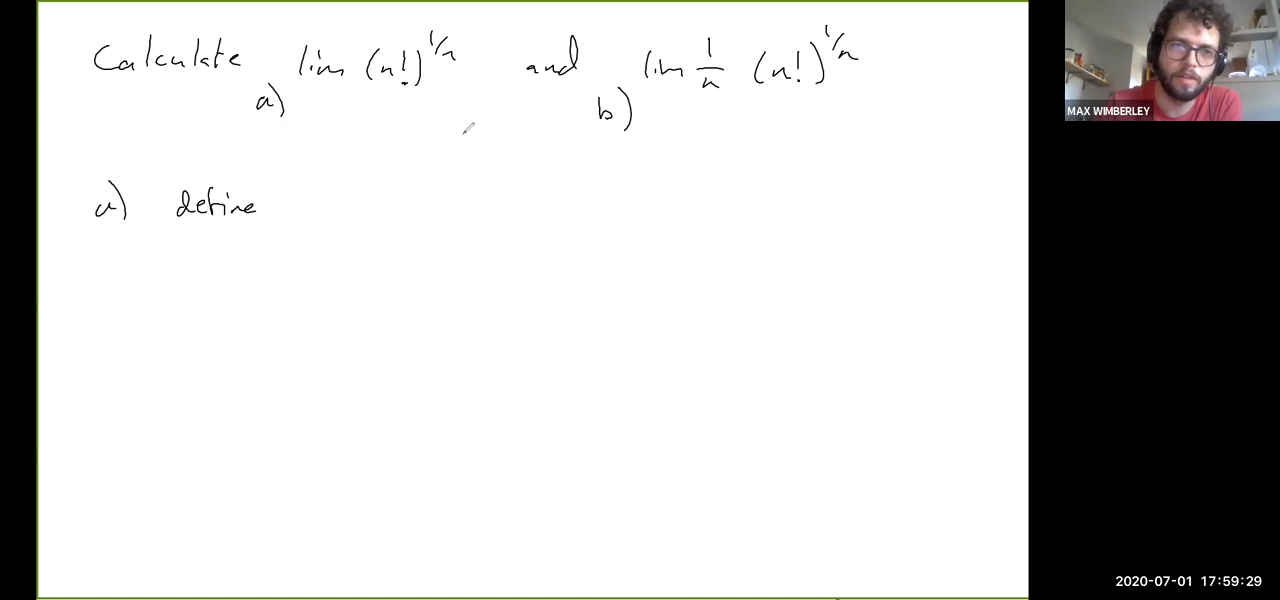 Calculate a) lim (n!)^1/n and b) lim 1/n (n!)^1/n
a) define
MAX WIMBERLEY
2020-07-01 17:59:29